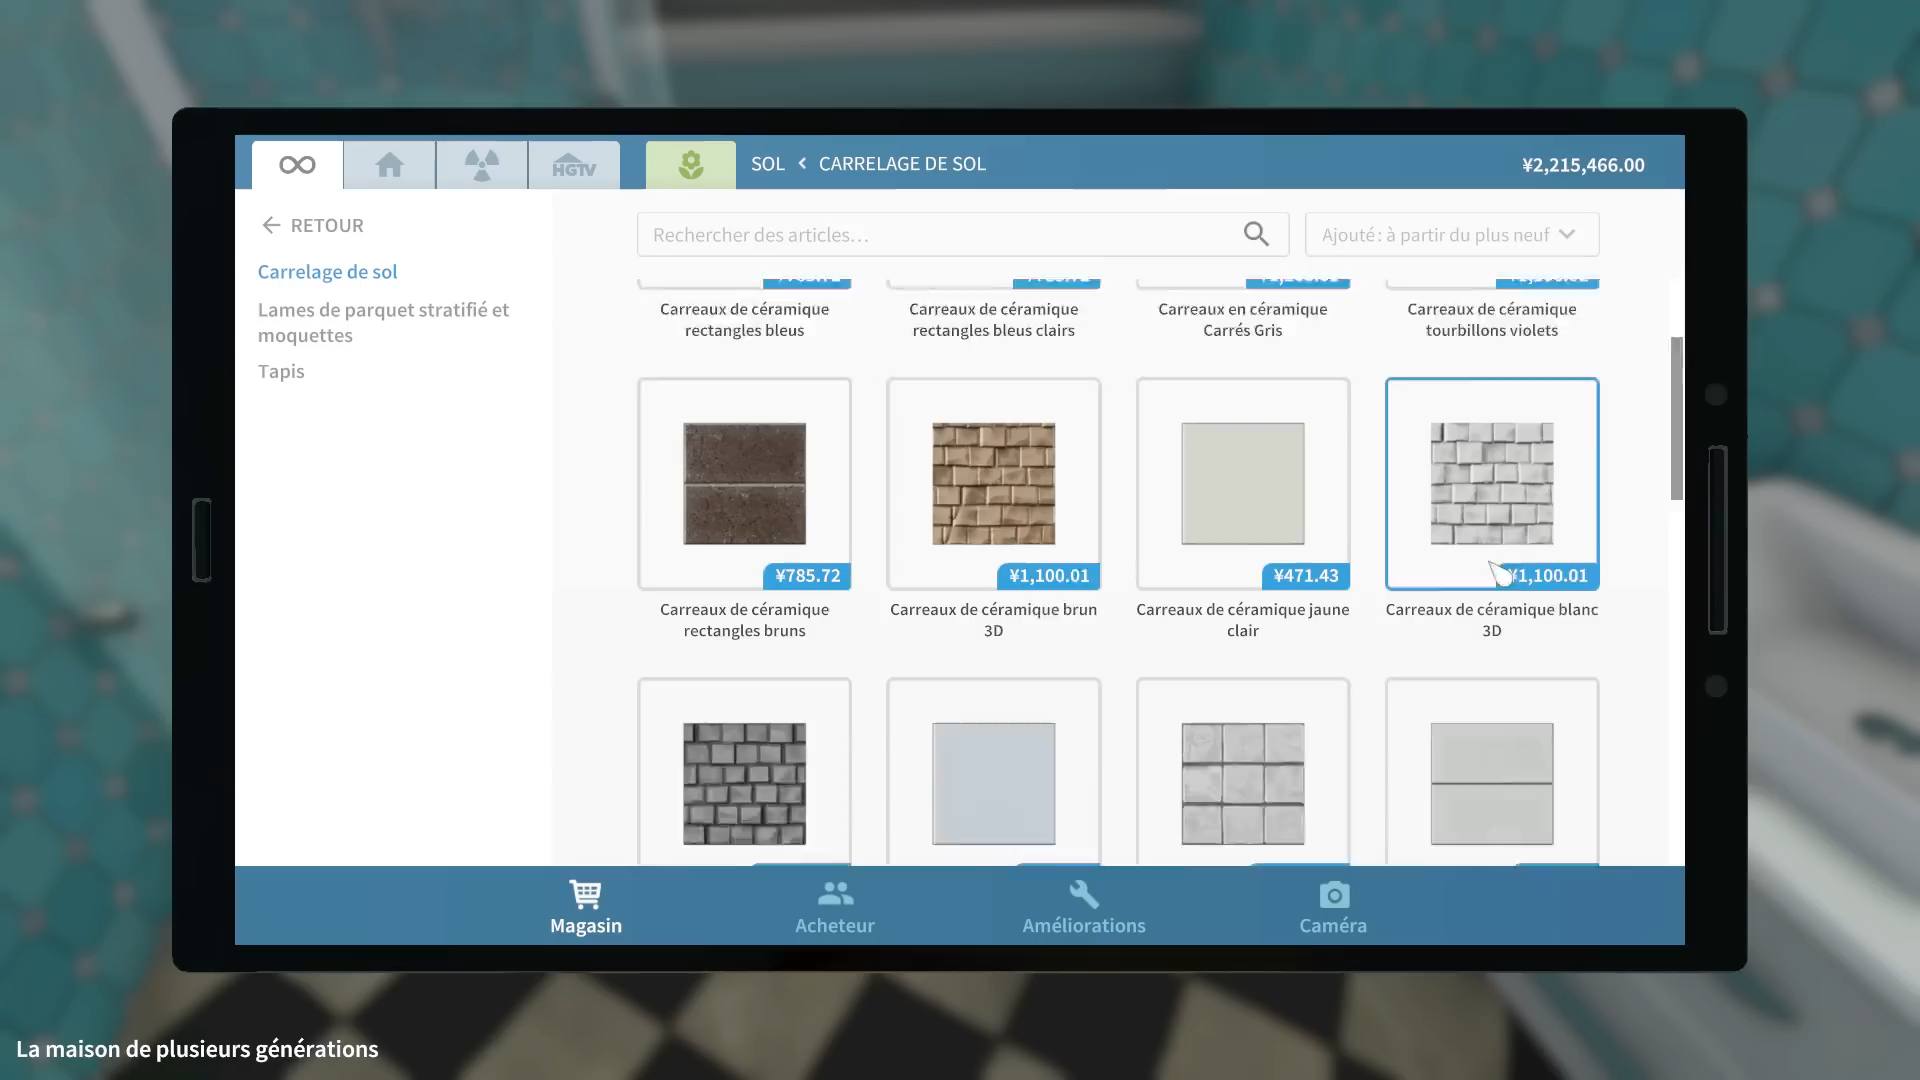 HGTV
SOL < CARRELAGE DE SOL
¥2,215,466.00
RETOUR
Carrelage de sol
Lames de parquet stratifié et
moquettes
Tapis
Rechercher des articles…
Ajouté : à partir du plus neuf
Carreaux de céramique
rectangles bleus
Carreaux de céramique
rectangles bleus clairs
Carreaux en céramique
Carrés Gris
Carreaux de céramique
tourbillons violets
¥785.72
Carreaux de céramique
rectangles bruns
¥1,100.01
Carreaux de céramique brun
3D
¥471.43
Carreaux de céramique jaune
clair
¥1,100.01
Carreaux de céramique blanc
3D
Magasin
Acheteur
Améliorations
Caméra
La maison de plusieurs générations